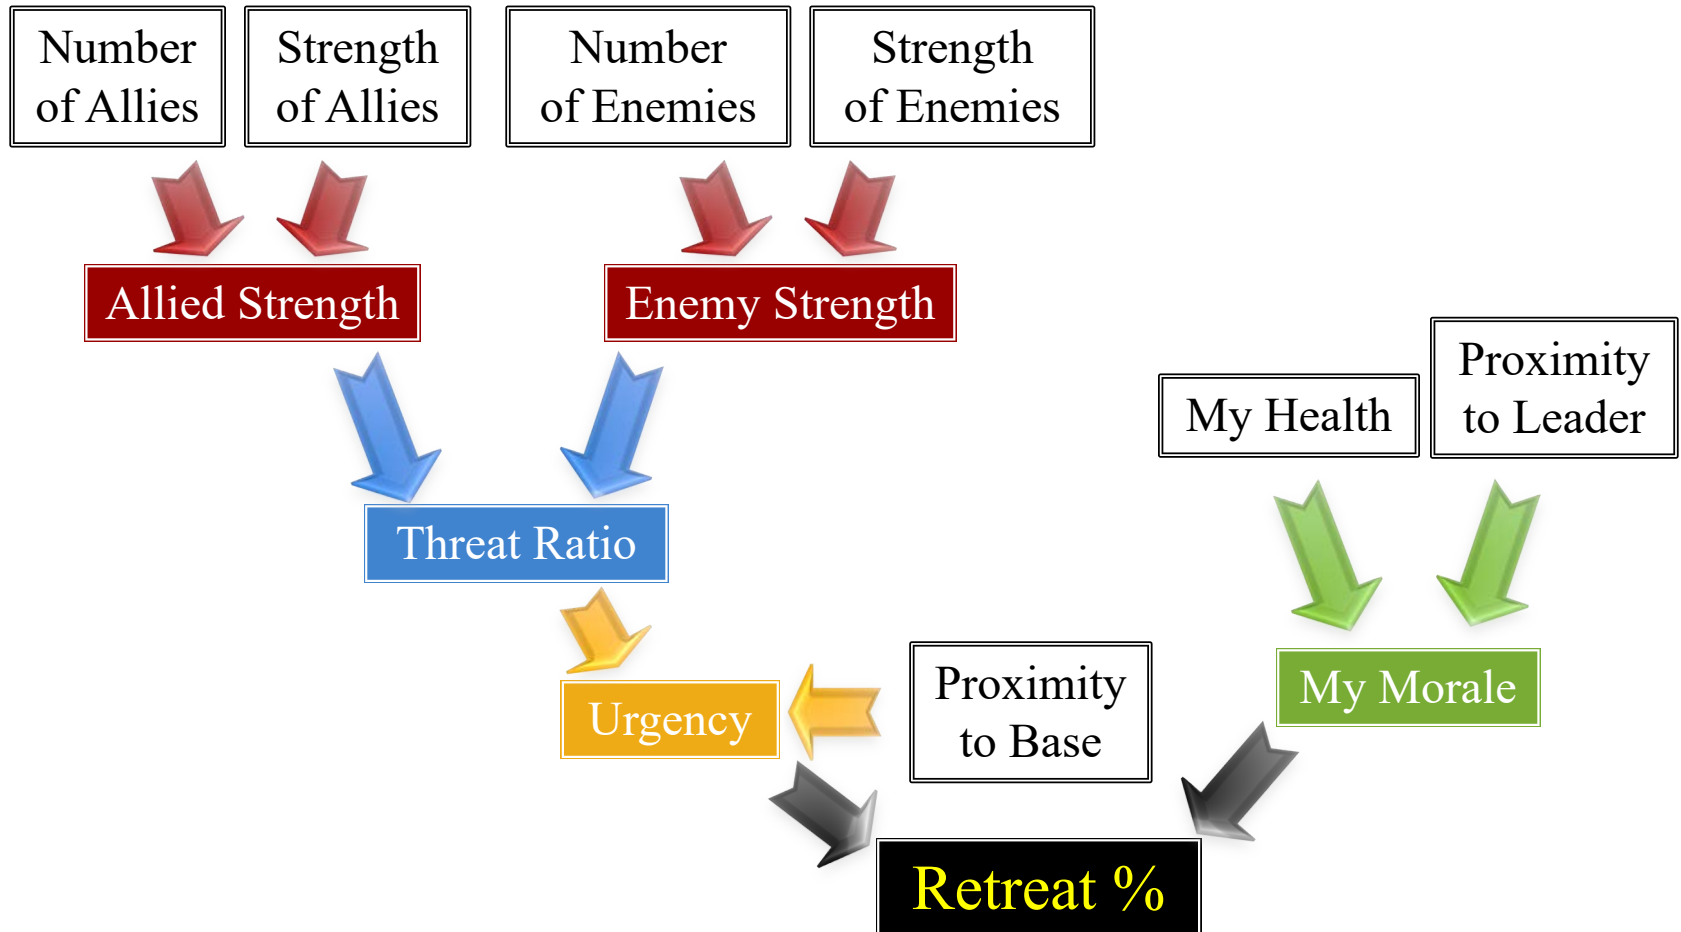 Number
of Allies
Strength
of Allies
Number
of Enemies
Strength
of Enemies
Allied Strength
Enemy Strength
My Health
Proximity
to Leader
Threat Ratio
Urgency
Proximity
to Base
My Morale
Retreat %